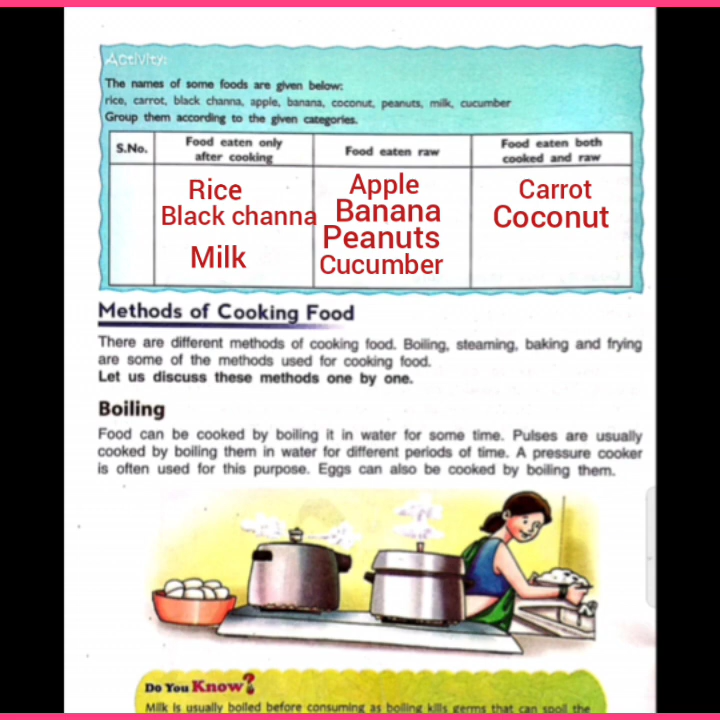 Activity:
The names of some foods are given below:
rice, carrot, black channa, apple, banana, coconut, peanuts, milk, cucumber
Group them according to the given categories.
S.No.
Food eaten only
after cooking
Food eaten raw
Food eaten both
cooked and raw
Rice
Black channa
Milk
Apple
Banana
Peanuts
Cucumber
Carrot
Coconut
Methods of Cooking Food
There are different methods of cooking food. Boiling, steaming, baking and frying
are some of the methods used for cooking food.
Let us discuss these methods one by one.
Boiling
Food can be cooked by boiling it in water for some time. Pulses are usually
cooked by boiling them in water for different periods of time. A pressure cooker
is often used for this purpose. Eggs can also be cooked by boiling them.
Do You Know?
Milk is usually boiled before consuming as boiling kills germs that can spoil the